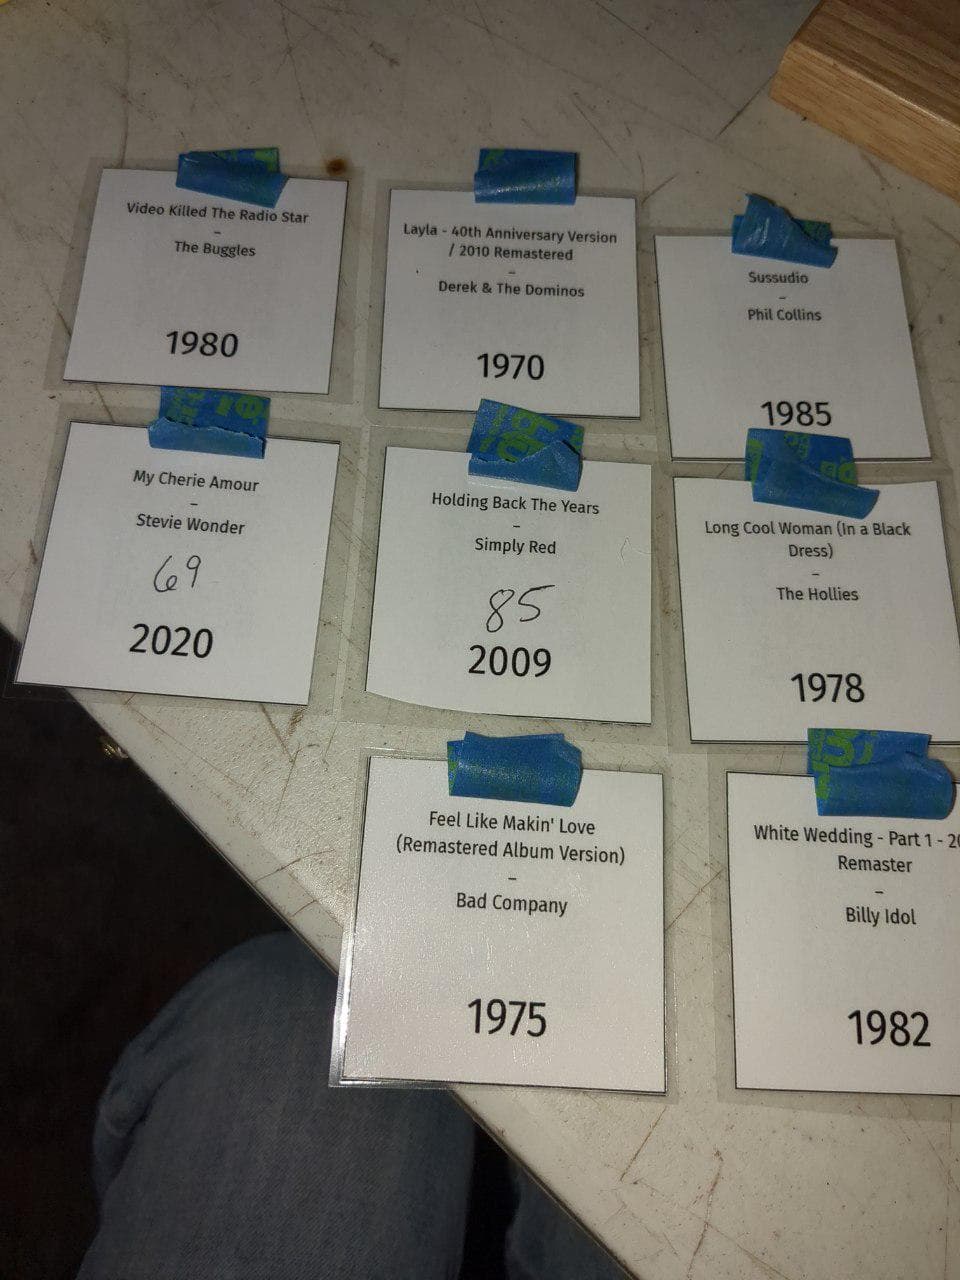 Video Killed The Radio Star
–
The Buggles
1980
Layla - 40th Anniversary Version
/ 2010 Remastered
–
Derek & The Dominos
1970
Sussudio
–
Phil Collins
1985
My Cherie Amour
–
Stevie Wonder
69
2020
Holding Back The Years
–
Simply Red
85
2009
Long Cool Woman (In a Black
Dress)
–
The Hollies
1978
Feel Like Makin' Love
(Remastered Album Version)
–
Bad Company
1975
White Wedding - Part 1 -
Remaster
–
Billy Idol
1982